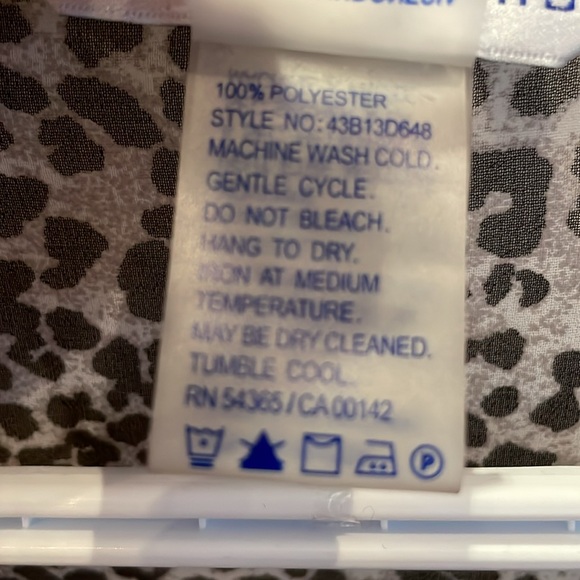 100% POLYESTER
STYLE NO: 43B13D648
MACHINE WASH COLD.
GENTLE CYCLE.
DO NOT BLEACH.
HANG TO DRY.
IRON AT MEDIUM
TEMPERATURE.
MAY BE DRY CLEANED.
TUMBLE COOL.
RN 54365 / CA 00142
P